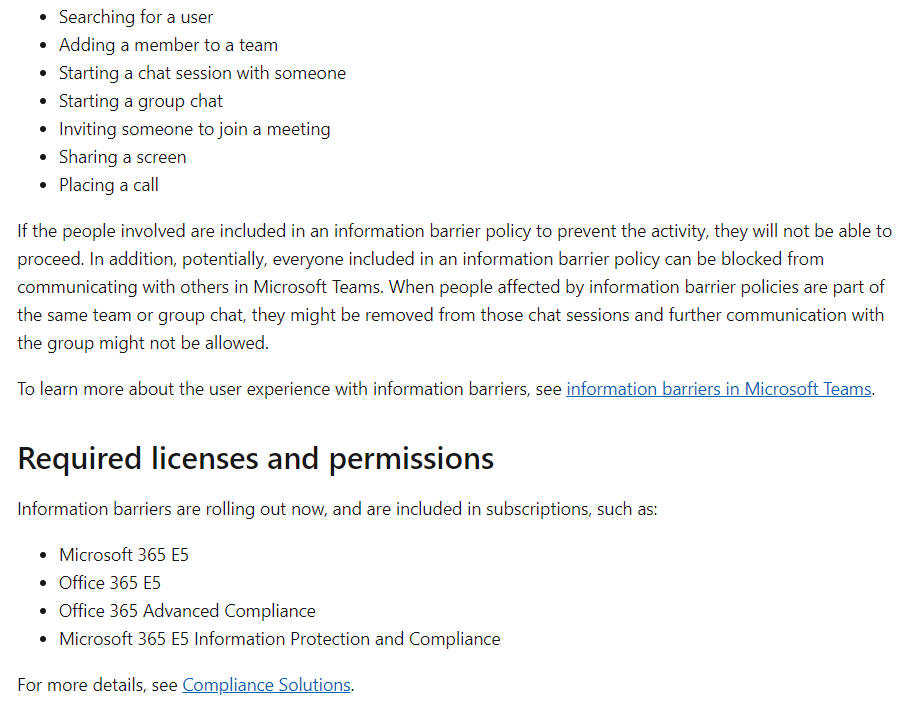 • Searching for a user
• Adding a member to a team
• Starting a chat session with someone
• Starting a group chat
• Inviting someone to join a meeting
• Sharing a screen
• Placing a call
If the people involved are included in an information barrier policy to prevent the activity, they will not be able to
proceed. In addition, potentially, everyone included in an information barrier policy can be blocked from
communicating with others in Microsoft Teams. When people affected by information barrier policies are part of
the same team or group chat, they might be removed from those chat sessions and further communication with
the group might not be allowed.
To learn more about the user experience with information barriers, see information barriers in Microsoft Teams.
Required licenses and permissions
Information barriers are rolling out now, and are included in subscriptions, such as:
• Microsoft 365 E5
• Office 365 E5
• Office 365 Advanced Compliance
• Microsoft 365 E5 Information Protection and Compliance
For more details, see Compliance Solutions.